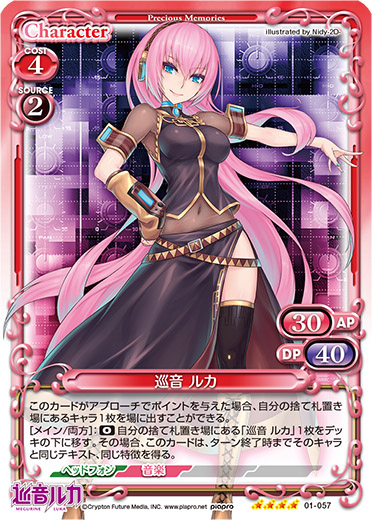 Precious Memories
Character
illustrated by Nidy-2D-
COST
4
SOURCE
2
30 AP
DP 40
巡音 ルカ
このカードがアプローチでポイントを与えた場合、自分の捨て札置き
場にあるキャラ1枚を場に出すことができる。
[メイン/両方]:0自分の捨て札置き場にある「巡音 ルカ」1枚をデッ
キの下に移す。その場合、このカードは、ターン終了時までそのキャラ
と同じテキスト、同じ特徴を得る。
ヘッドフォン 音楽
巡音ルカ
MEGURINE LUKA
©Crypton Future Media, INC. www.piapro.net piapro ★★★★ 01-057